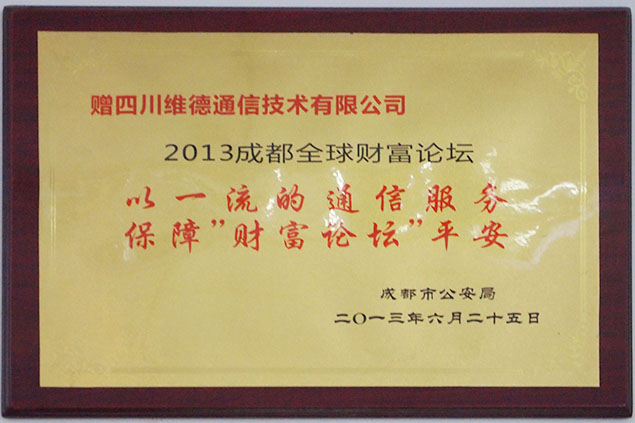 赠四川维德通信技术有限公司
2013成都全球财富论坛
以一流的通信服务
保障"财富论坛"平安
成都市公安局
二〇一三年六月二十五日